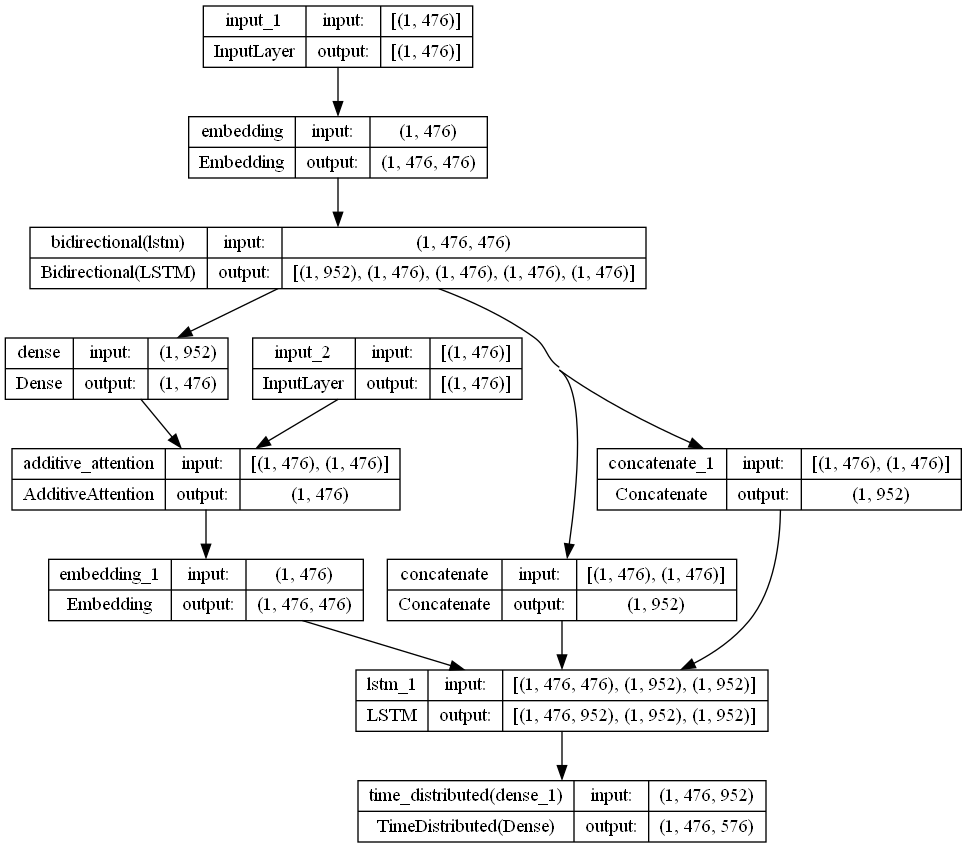 input_1 input: [(1, 476)]
InputLayer output: [(1, 476)]
embedding input: (1, 476)
Embedding output: (1, 476, 476)
bidirectional(lstm) input: (1, 476, 476)
Bidirectional(LSTM) output: [(1, 952), (1, 476), (1, 476), (1, 476), (1, 476)]
dense input: (1, 952)
Dense output: (1, 476)
input_2 input: [(1, 476)]
InputLayer output: [(1, 476)]
additive_attention input: [(1, 476), (1, 476)]
AdditiveAttention output: (1, 476)
concatenate_1 input: [(1, 476), (1, 476)]
Concatenate output: (1, 952)
embedding_1 input: (1, 476)
Embedding output: (1, 476, 476)
concatenate input: [(1, 476), (1, 476)]
Concatenate output: (1, 952)
lstm_1 input: [(1, 476, 476), (1, 952), (1, 952)]
LSTM output: [(1, 476, 952), (1, 952), (1, 952)]
time_distributed(dense_1) input: (1, 476, 952)
TimeDistributed(Dense) output: (1, 476, 576)